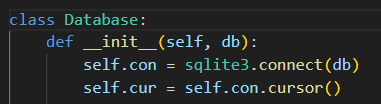 class Database:
    def __init__(self, db):
        self.con = sqlite3.connect(db)
        self.cur = self.con.cursor()